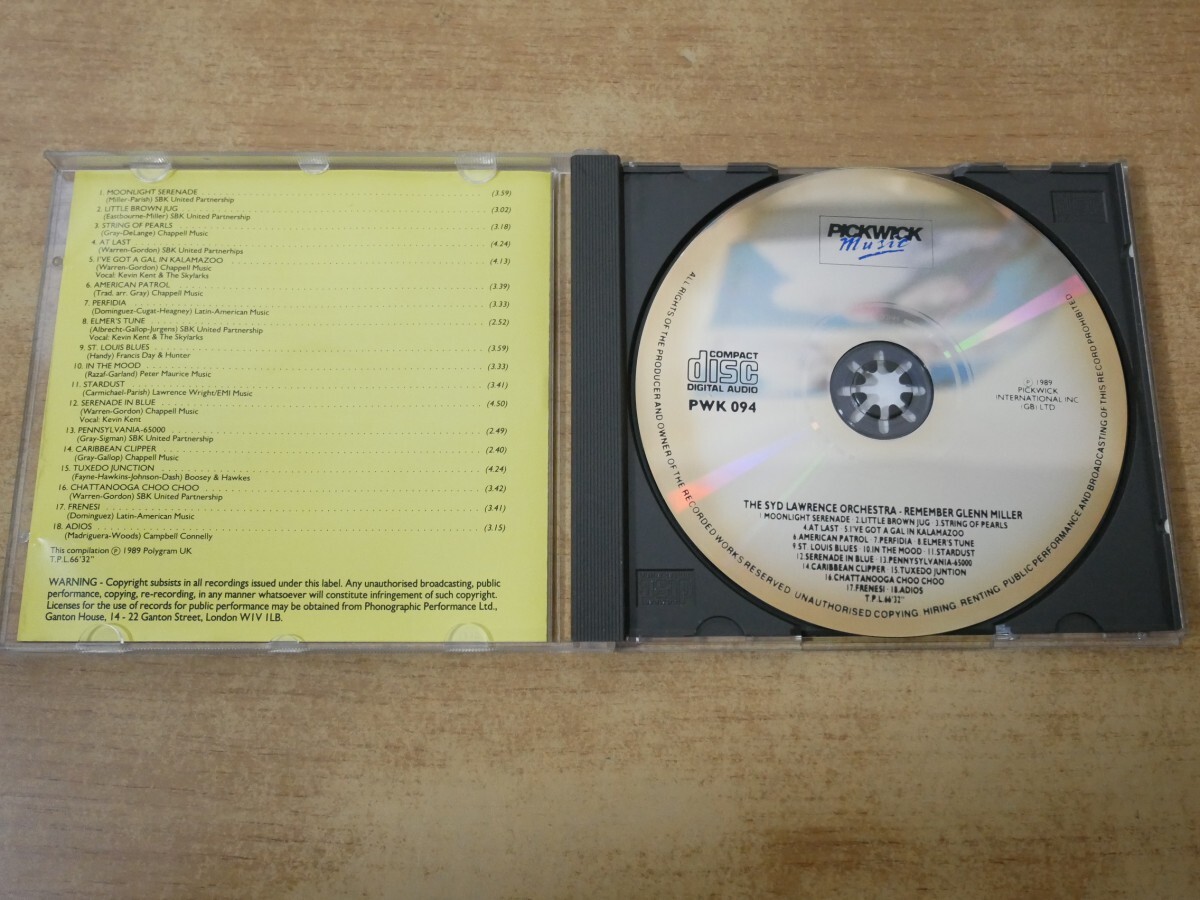 1. MOONLIGHT SERENADE (3.59)
(Miller-Parish) SBK United Partnership
2. LITTLE BROWN JUG (3.02)
(Eastbourne-Miller) SBK United Partnership
3. STRING OF PEARLS (3.18)
(Gray-DeLange) Chappell Music
4. AT LAST (4.24)
(Warren-Gordon) SBK United Partnerhips
5. I'VE GOT A GAL IN KALAMAZOO (4.13)
(Warren-Gordon) Chappell Music
Vocal: Kevin Kent & The Skylarks
6. AMERICAN PATROL (3.39)
(Trad. arr. Gray) Chappell Music
7. PERFIDIA (3.33)
(Dominguez-Cugat-Heagney) Latin-American Music
8. ELMER'S TUNE (2.52)
(Albrecht-Gallop-Jurgens) SBK United Partnership
Vocal: Kevin Kent & The Skylarks
9. ST. LOUIS BLUES (3.59)
(Handy) Francis Day & Hunter
10. IN THE MOOD (3.33)
(Razaf-Garland) Peter Maurice Music
11. STARDUST (3.41)
(Carmichael-Parish) Lawrence Wright/EMI Music
12. SERENADE IN BLUE (4.50)
(Warren-Gordon) Chappell Music
Vocal: Kevin Kent
13. PENNSYLVANIA-65000 (2.49)
(Gray-Sigman) SBK United Partnership
14. CARIBBEAN CLIPPER (2.40)
(Gray-Gallop) Chappell Music
15. TUXEDO JUNCTION (4.24)
(Fayne-Hawkins-Johnson-Dash) Boosey & Hawkes
16. CHATTANOOGA CHOO CHOO (3.42)
(Warren-Gordon) SBK United Partnership
17. FRENESI (3.41)
(Dominguez) Latin-American Music
18. ADIOS (3.15)
(Madriguera-Woods) Campbell Connelly
This compilation ℗ 1989 Polygram UK
T.P.L.66'32"
WARNING - Copyright subsists in all recordings issued under this label. Any unauthorised broadcasting, public
performance, copying, re-recording, in any manner whatsoever will constitute infringement of such copyright.
Licenses for the use of records for public performance may be obtained from Phonographic Performance Ltd.,
Ganton House, 14 - 22 Ganton Street, London W1V 1LB.
PICKWICK
Music
COMPACT
disc
DIGITAL AUDIO
PWK 094
℗ 1989
PICKWICK
INTERNATIONAL INC
(GB) LTD
THE SYD LAWRENCE ORCHESTRA - REMEMBER GLENN MILLER
1 MOONLIGHT SERENADE 2.LITTLE BROWN JUG 3.STRING OF PEARLS
4.AT LAST 5.I'VE GOT A GAL IN KALAMAZOO
6 AMERICAN PATROL 7.PERFIDIA 8.ELMER'S TUNE
9 ST LOUIS BLUES 10.IN THE MOOD 11.STARDUST
12.SERENADE IN BLUE 13.PENNSYLVANIA-65000
14.CARIBBEAN CLIPPER 15.TUXEDO JUNTION
16.CHATTANOOGA CHOO CHOO
17.FRENESI 18.ADIOS
T.P.L.66'32"
ALL RIGHTS OF THE PRODUCER AND OWNER OF THE RECORDED WORKS RESERVED. UNAUTHORISED COPYING, HIRING, RENTING, PUBLIC PERFORMANCE AND BROADCASTING OF THIS RECORD PROHIBITED